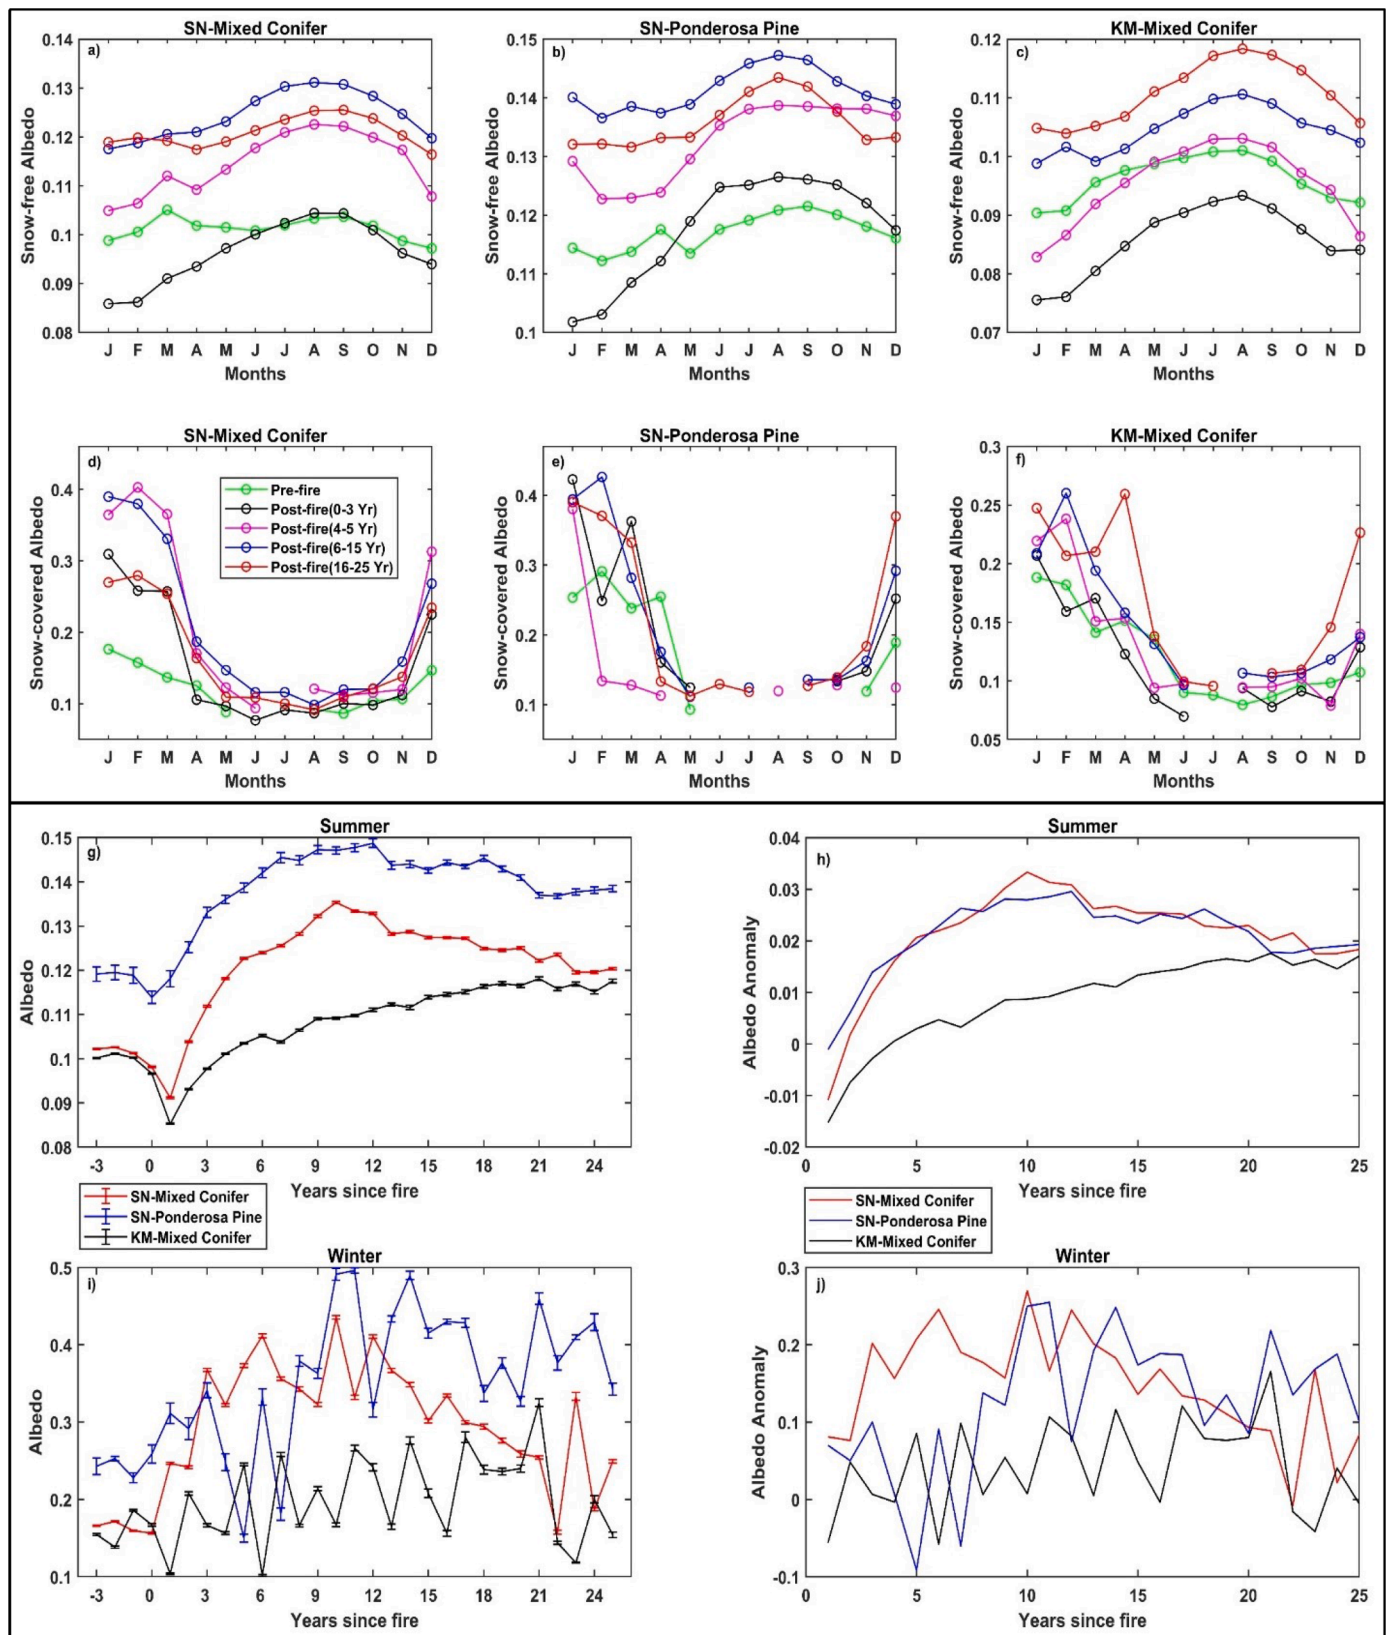 SN-Mixed Conifer
a)
Snow-free Albedo
0.14
0.13
0.12
0.11
0.1
0.09
0.08
J F M A M J J A S O N D
Months
SN-Ponderosa Pine
b)
Snow-free Albedo
0.15
0.14
0.13
0.12
0.11
0.1
J F M A M J J A S O N D
Months
KM-Mixed Conifer
c)
Snow-free Albedo
0.12
0.11
0.1
0.09
0.08
0.07
J F M A M J J A S O N D
Months
SN-Mixed Conifer
d)
Snow-covered Albedo
0.4
0.3
0.2
0.1
Pre-fire
Post-fire(0-3 Yr)
Post-fire(4-5 Yr)
Post-fire(6-15 Yr)
Post-fire(16-25 Yr)
J F M A M J J A S O N D
Months
SN-Ponderosa Pine
e)
Snow-covered Albedo
0.4
0.3
0.2
0.1
J F M A M J J A S O N D
Months
KM-Mixed Conifer
f)
Snow-covered Albedo
0.3
0.25
0.2
0.15
0.1
0.05
J F M A M J J A S O N D
Months
Summer
g)
Albedo
0.15
0.14
0.13
0.12
0.11
0.1
0.09
0.08
-3 0 3 6 9 12 15 18 21 24
Years since fire
SN-Mixed Conifer
SN-Ponderosa Pine
KM-Mixed Conifer
Summer
h)
Albedo Anomaly
0.04
0.03
0.02
0.01
0
-0.01
-0.02
0 5 10 15 20 25
Years since fire
SN-Mixed Conifer
SN-Ponderosa Pine
KM-Mixed Conifer
Winter
i)
Albedo
0.5
0.4
0.3
0.2
0.1
-3 0 3 6 9 12 15 18 21 24
Years since fire
Winter
j)
Albedo Anomaly
0.3
0.2
0.1
0
-0.1
0 5 10 15 20 25
Years since fire